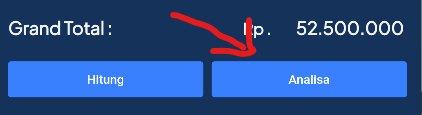 Grand Total : Rp. 52.500.000
Hitung Analisa